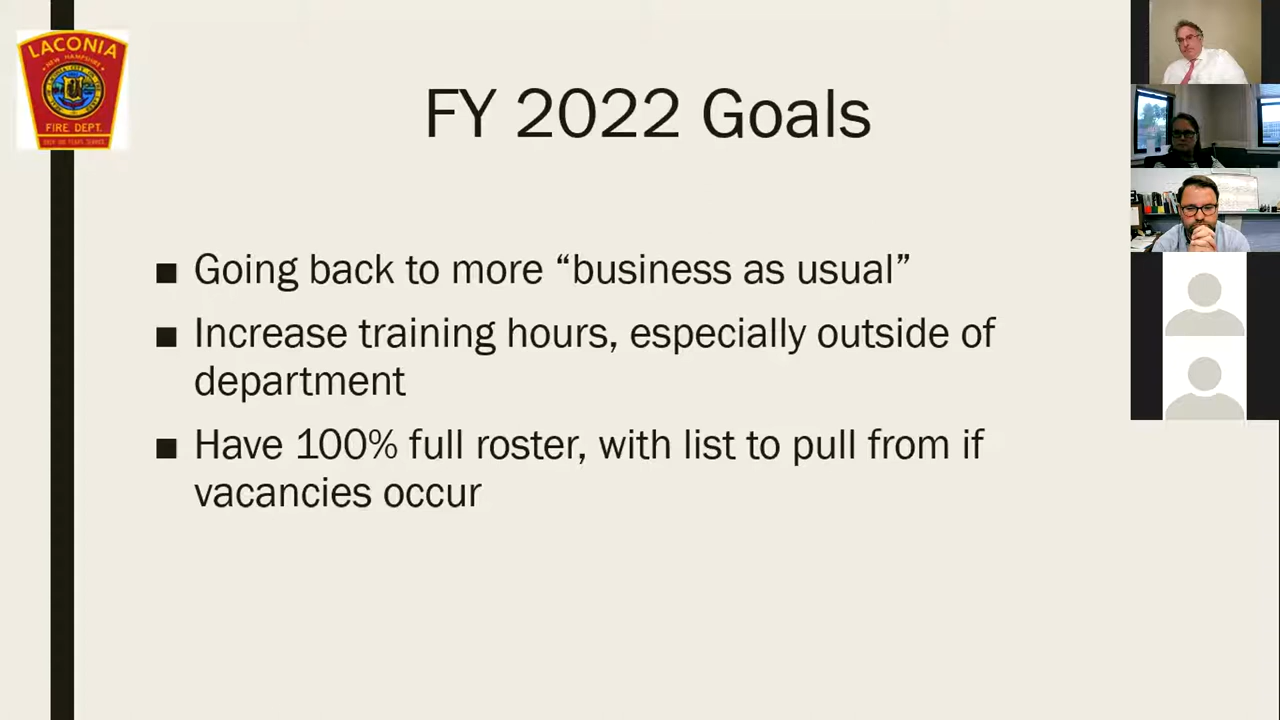 LACONIA
NEW HAMPSHIRE
FIRE DEPT.
FY 2022 Goals
■ Going back to more “business as usual”
■ Increase training hours, especially outside of
department
■ Have 100% full roster, with list to pull from if
vacancies occur